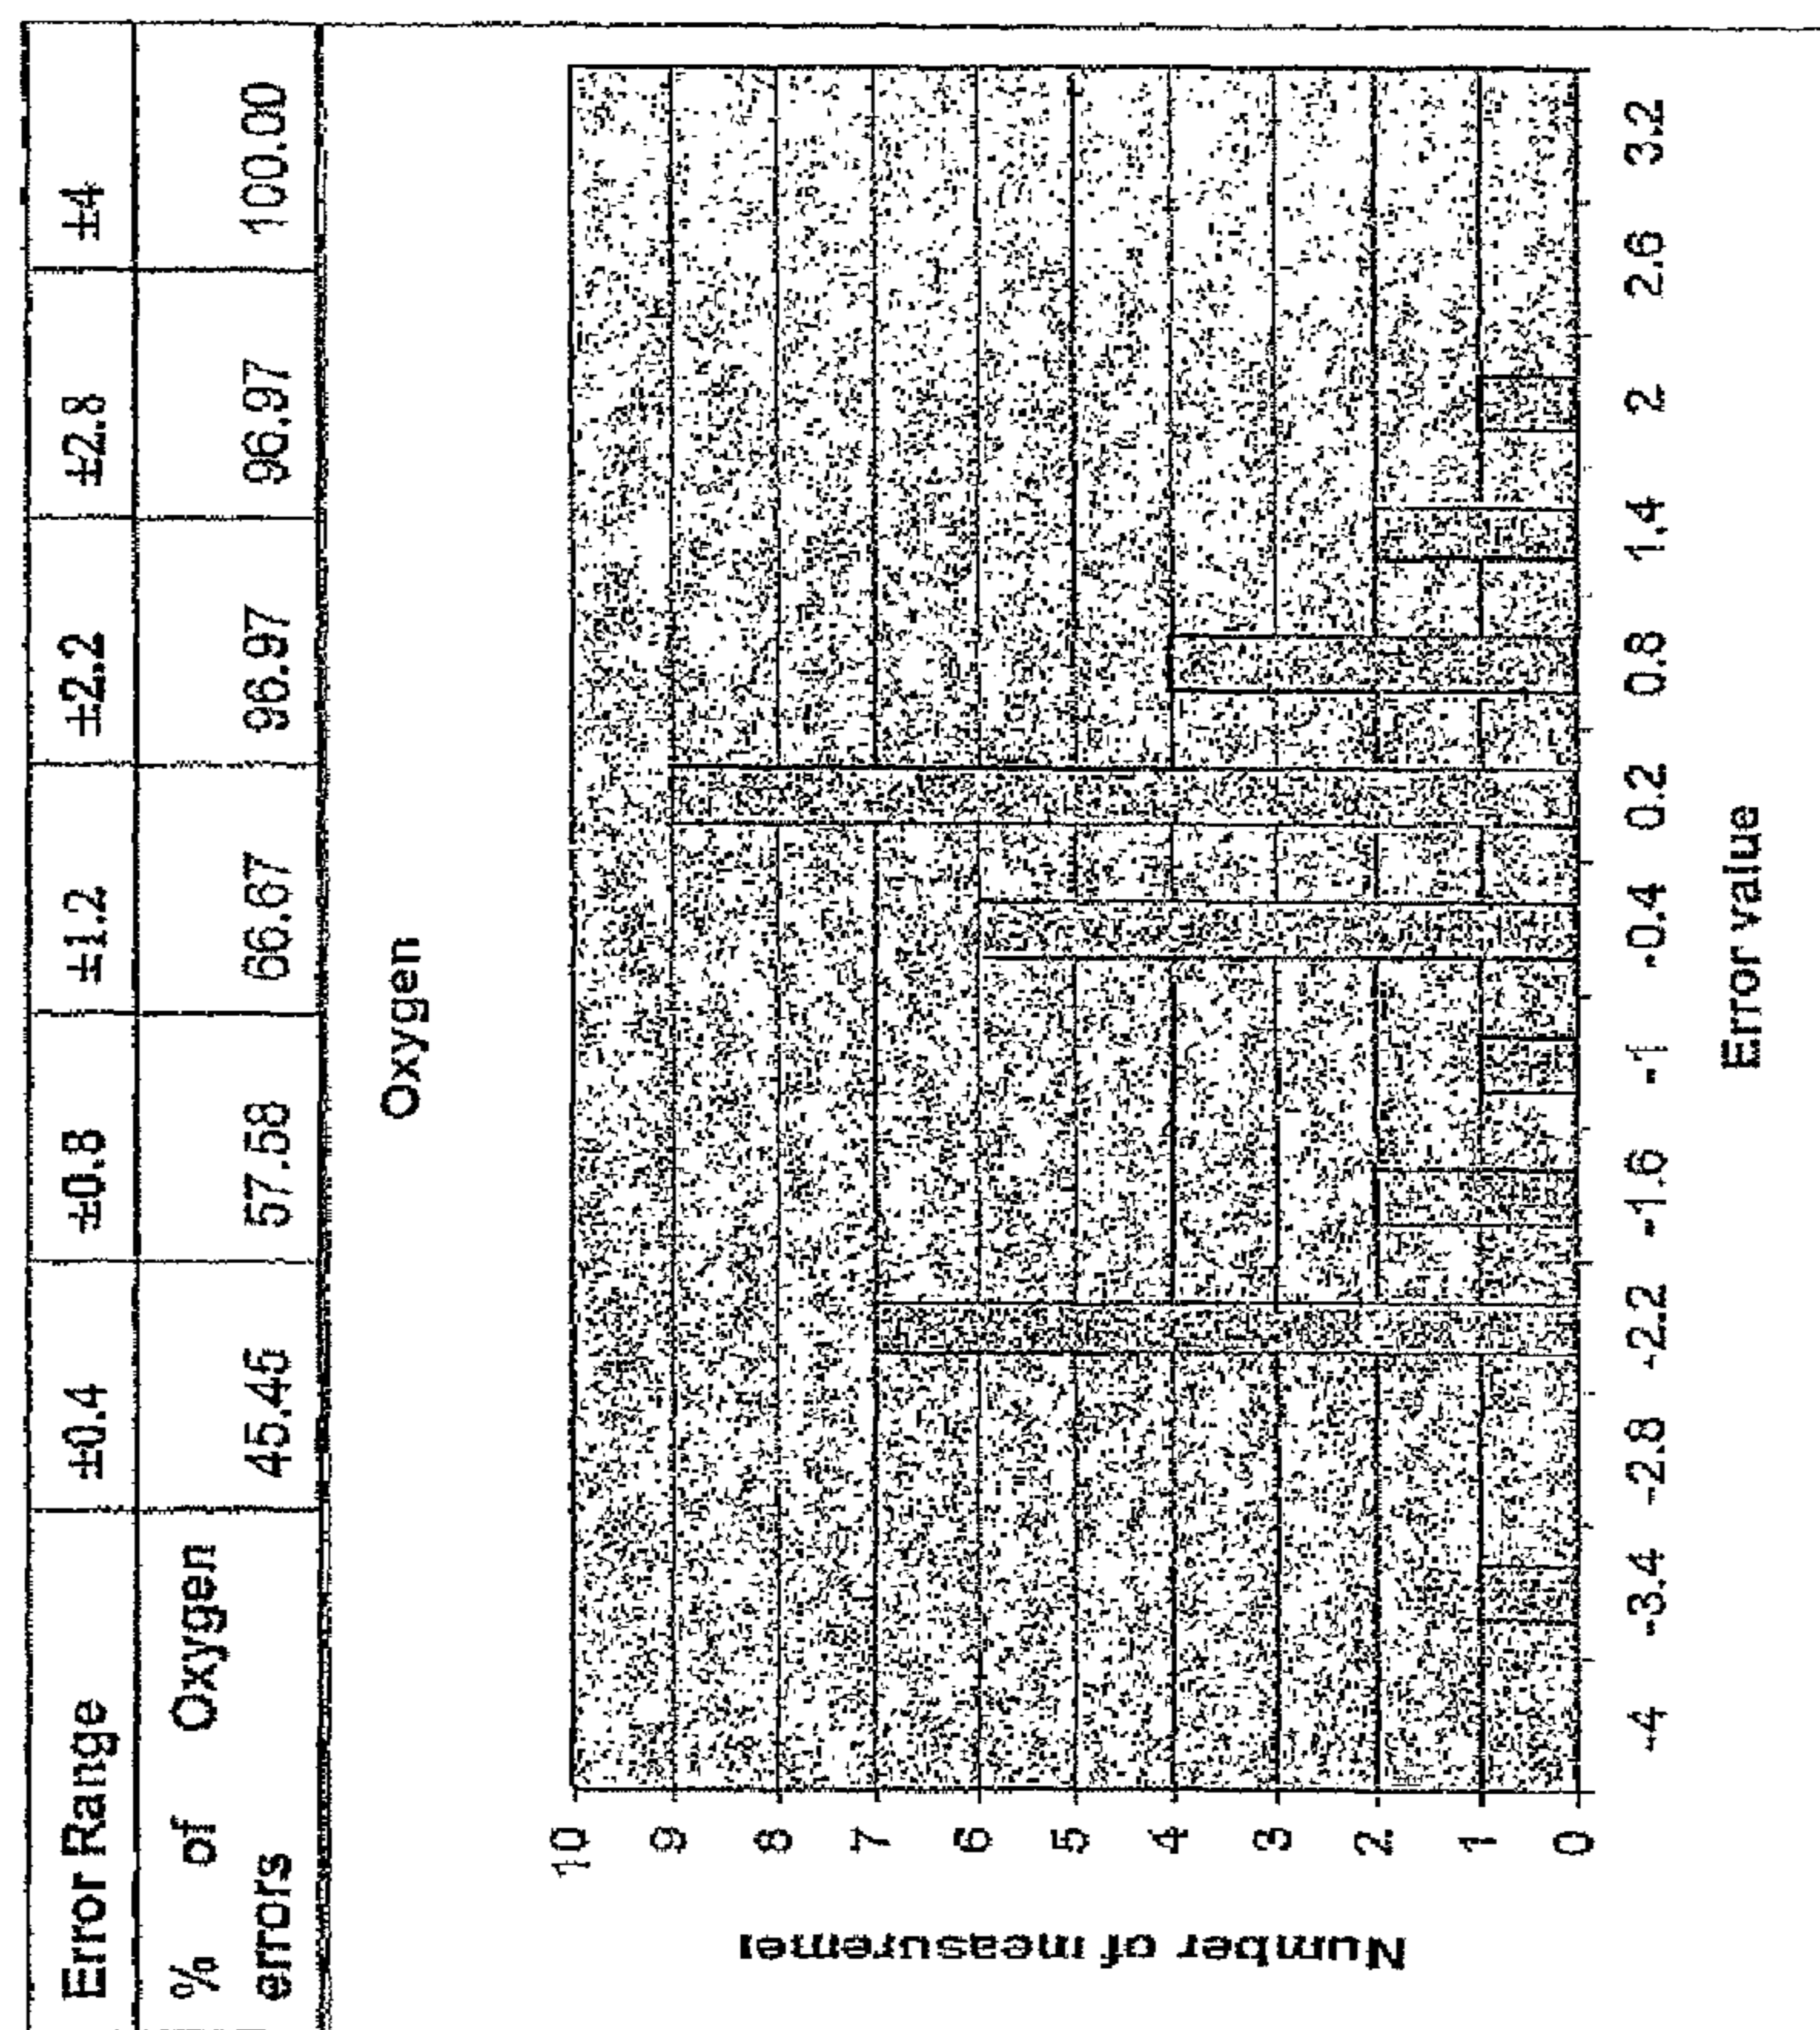 Error Range ±0.4 ±0.8 ±1.2 ±2.2 ±2.8 ±4
% of Oxygen errors 45.45 57.58 66.67 96.97 96.97 100.00
Oxygen
Number of measuremer
10
9
8
7
6
5
4
3
2
1
0
-4 -3.4 -2.8 -2.2 -1.6 -1 -0.4 0.2 0.8 1.4 2 2.6 3.2
Error value